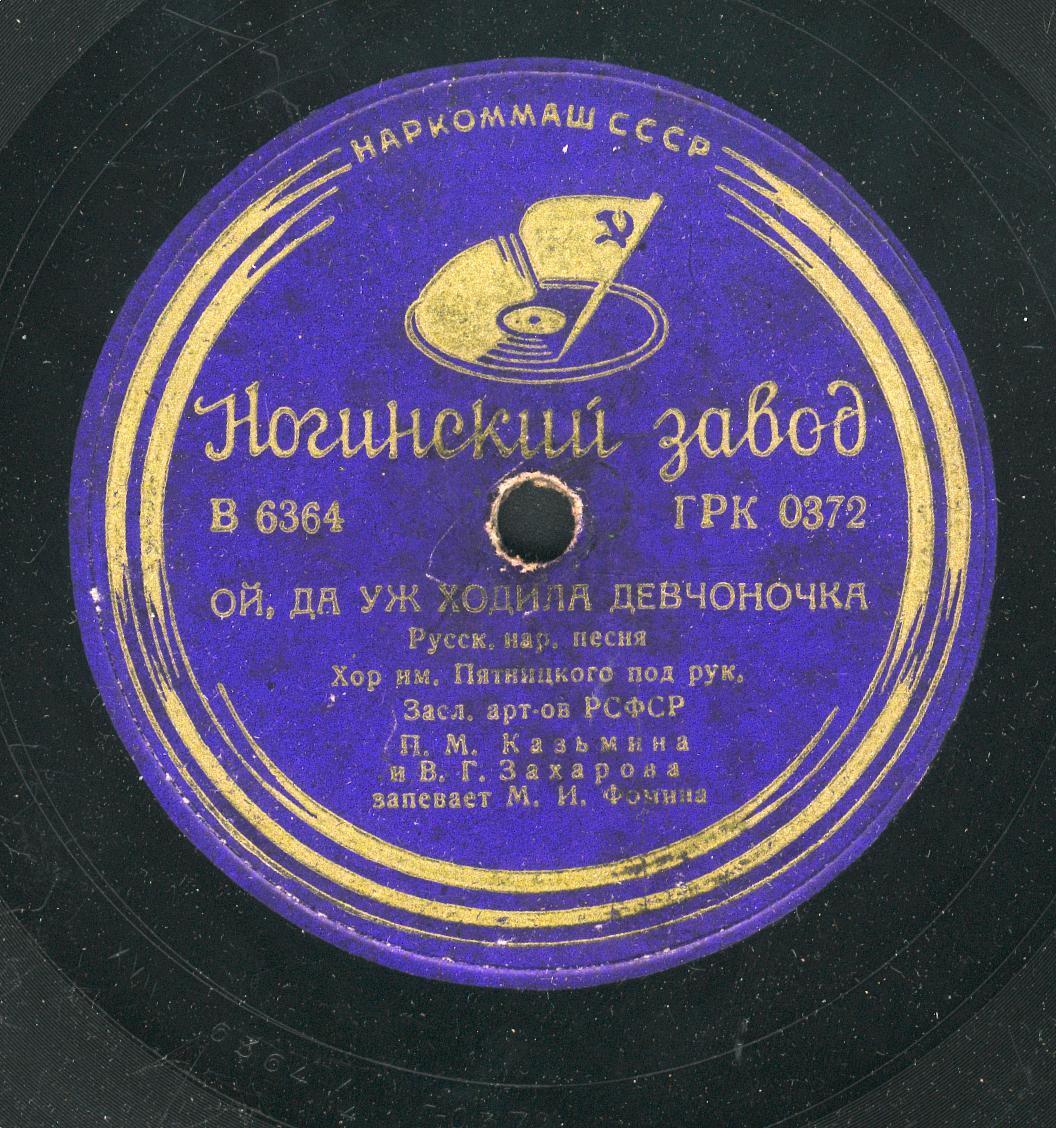 НАРКОММАШ СССР
Ногинский завод
В 6364 ГРК 0372
ОЙ, ДА УЖ ХОДИЛА ДЕВЧОНОЧКА
Русск. нар. песня
Хор им. Пятницкого под рук.
Засл. арт-ов РСФСР
П. М. Казьмина
и В. Г. Захарова
запевает М. И. Фомина